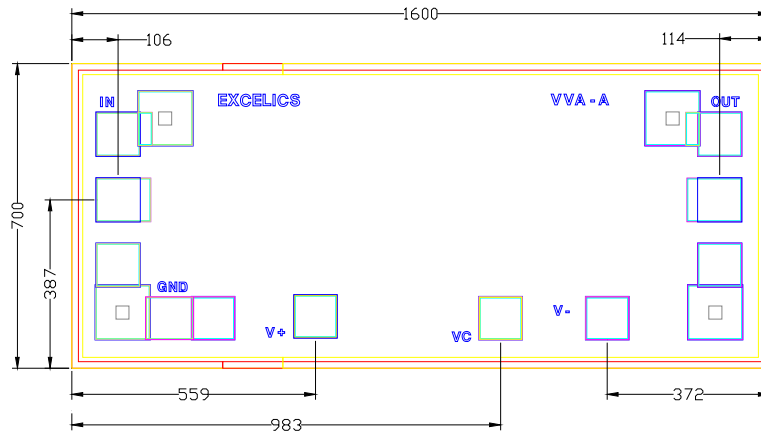 1600
106
114
IN
EXCELICS
VVA-A
OUT
700
387
GND
V+
VC
V-
559
372
983